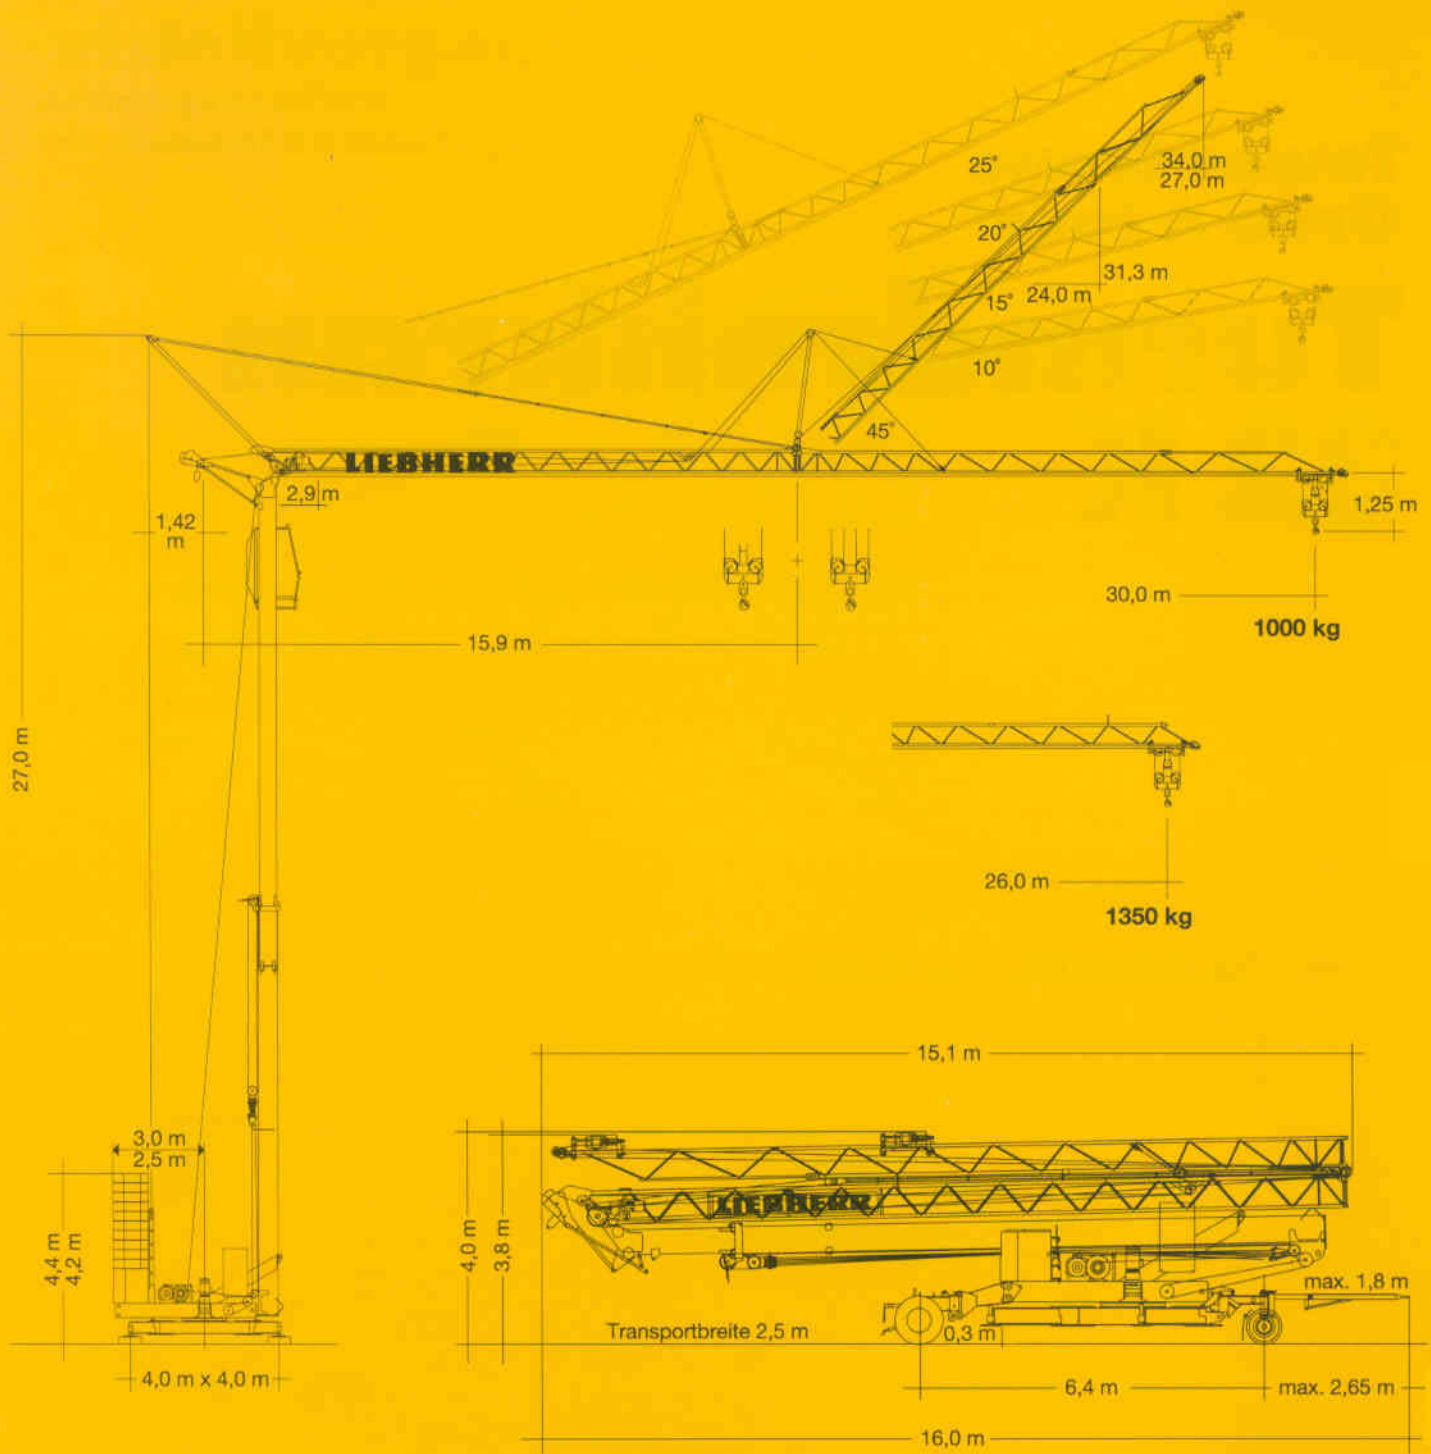 25°
34,0 m
27,0 m
20°
31,3 m
15°
24,0 m
10°
45°
LIEBHERR
2,9 m
1,25 m
1,42
m
30,0 m
1000 kg
15,9 m
27,0 m
26,0 m
1350 kg
15,1 m
3,0 m
2,5 m
4,4 m
4,2 m
4,0 m
3,8 m
LIEBHERR
max. 1,8 m
Transportbreite 2,5 m
0,3 m
4,0 m x 4,0 m
6,4 m
max. 2,65 m
16,0 m